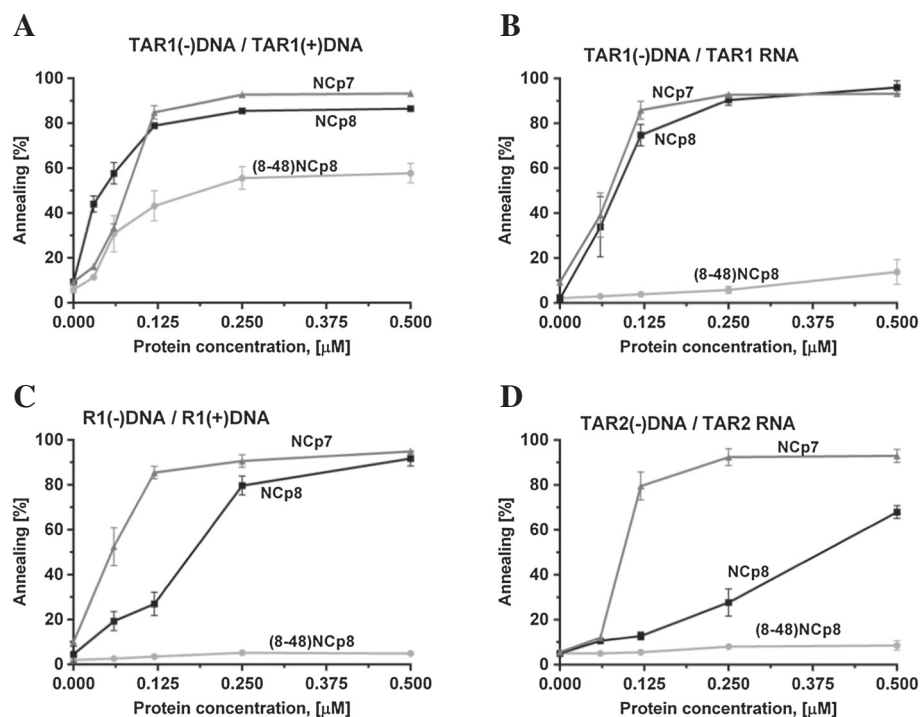 A
TAR1(-)DNA / TAR1(+)DNA
Annealing [%]
100
80
60
40
20
0
NCp7
NCp8
(8-48)NCp8
0.000 0.125 0.250 0.375 0.500
Protein concentration, [µM]
B
TAR1(-)DNA / TAR1 RNA
Annealing [%]
100
80
60
40
20
0
NCp7
NCp8
(8-48)NCp8
0.000 0.125 0.250 0.375 0.500
Protein concentration, [µM]
C
R1(-)DNA / R1(+)DNA
Annealing [%]
100
80
60
40
20
0
NCp7
NCp8
(8-48)NCp8
0.000 0.125 0.250 0.375 0.500
Protein concentration, [µM]
D
TAR2(-)DNA / TAR2 RNA
Annealing [%]
100
80
60
40
20
0
NCp7
NCp8
(8-48)NCp8
0.000 0.125 0.250 0.375 0.500
Protein concentration, [µM]